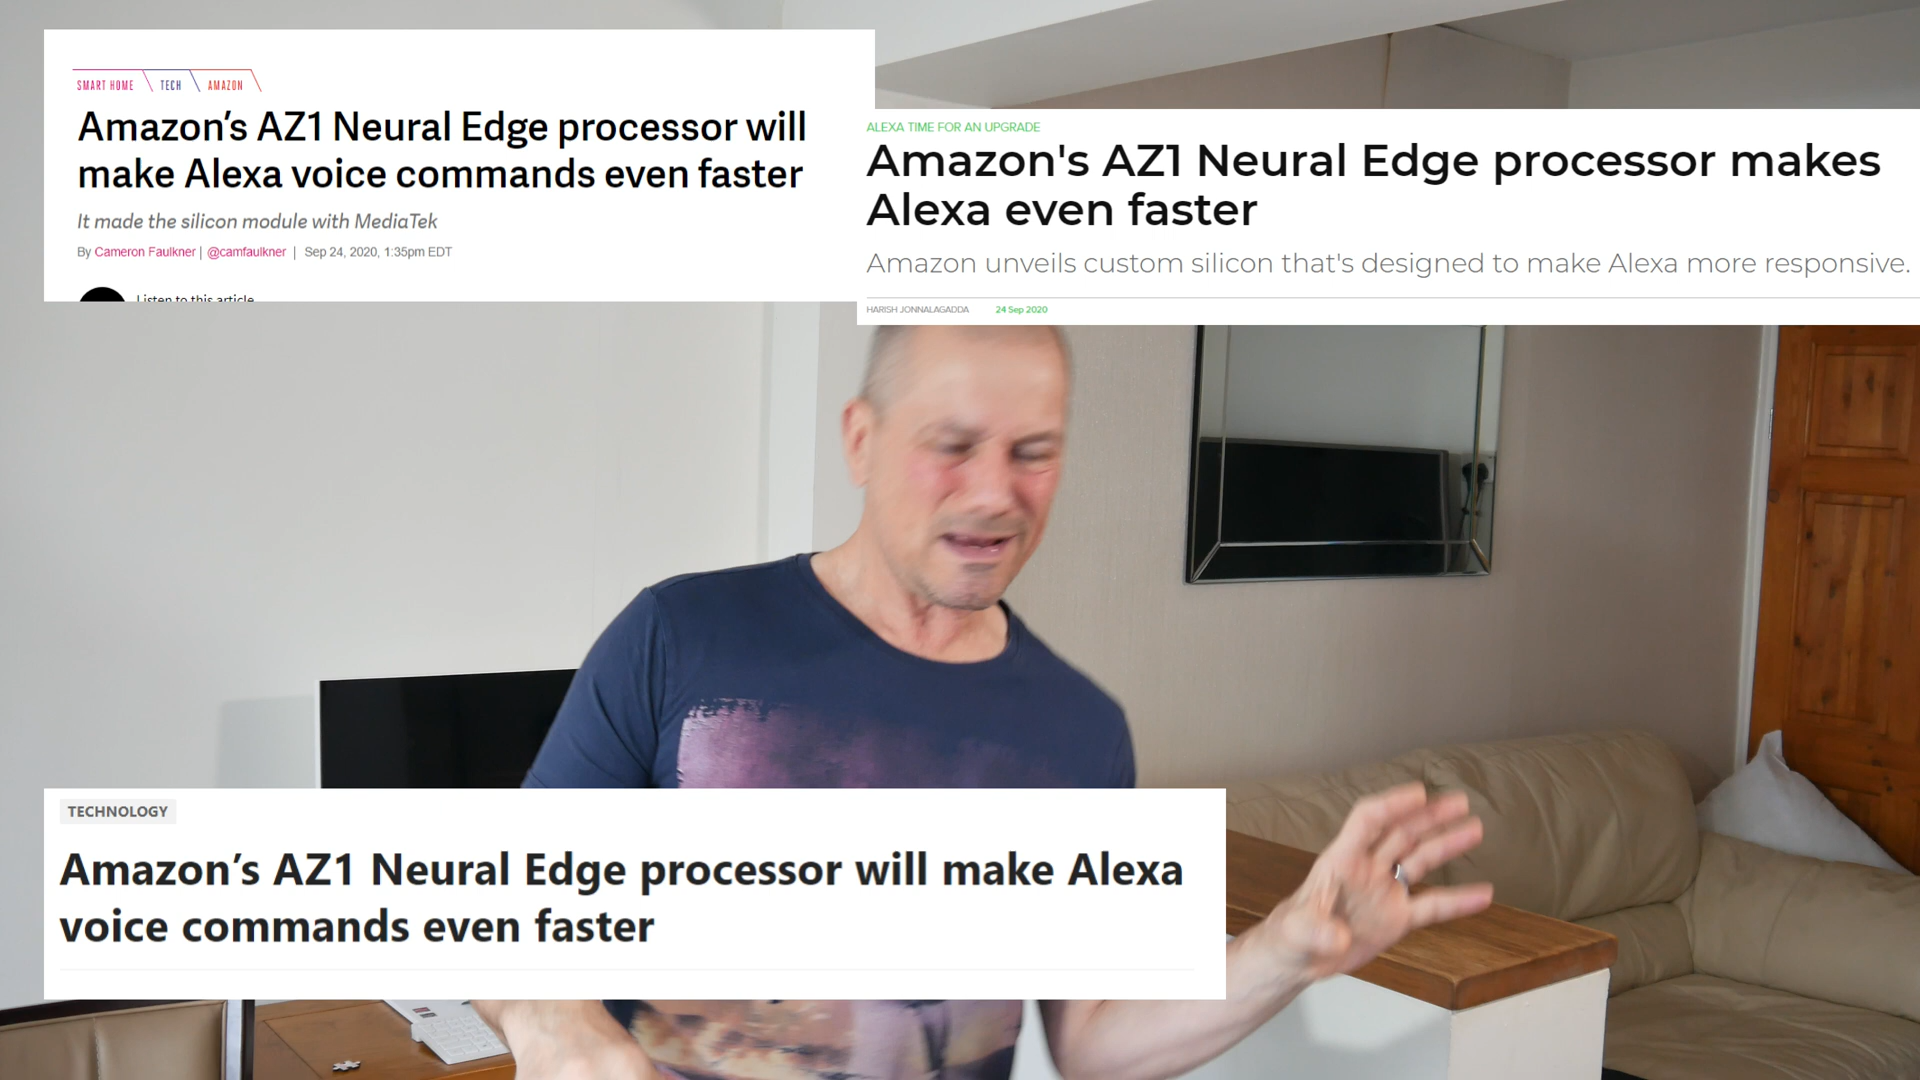 SMART HOME TECH AMAZON
Amazon's AZ1 Neural Edge processor will
make Alexa voice commands even faster
It made the silicon module with MediaTek
By Cameron Faulkner | @camfaulkner | Sep 24, 2020, 1:35pm EDT
Listen to this article
ALEXA TIME FOR AN UPGRADE
Amazon's AZ1 Neural Edge processor makes
Alexa even faster
Amazon unveils custom silicon that's designed to make Alexa more responsive.
HARISH JONNALAGADDA 24 Sep 2020
TECHNOLOGY
Amazon's AZ1 Neural Edge processor will make Alexa
voice commands even faster